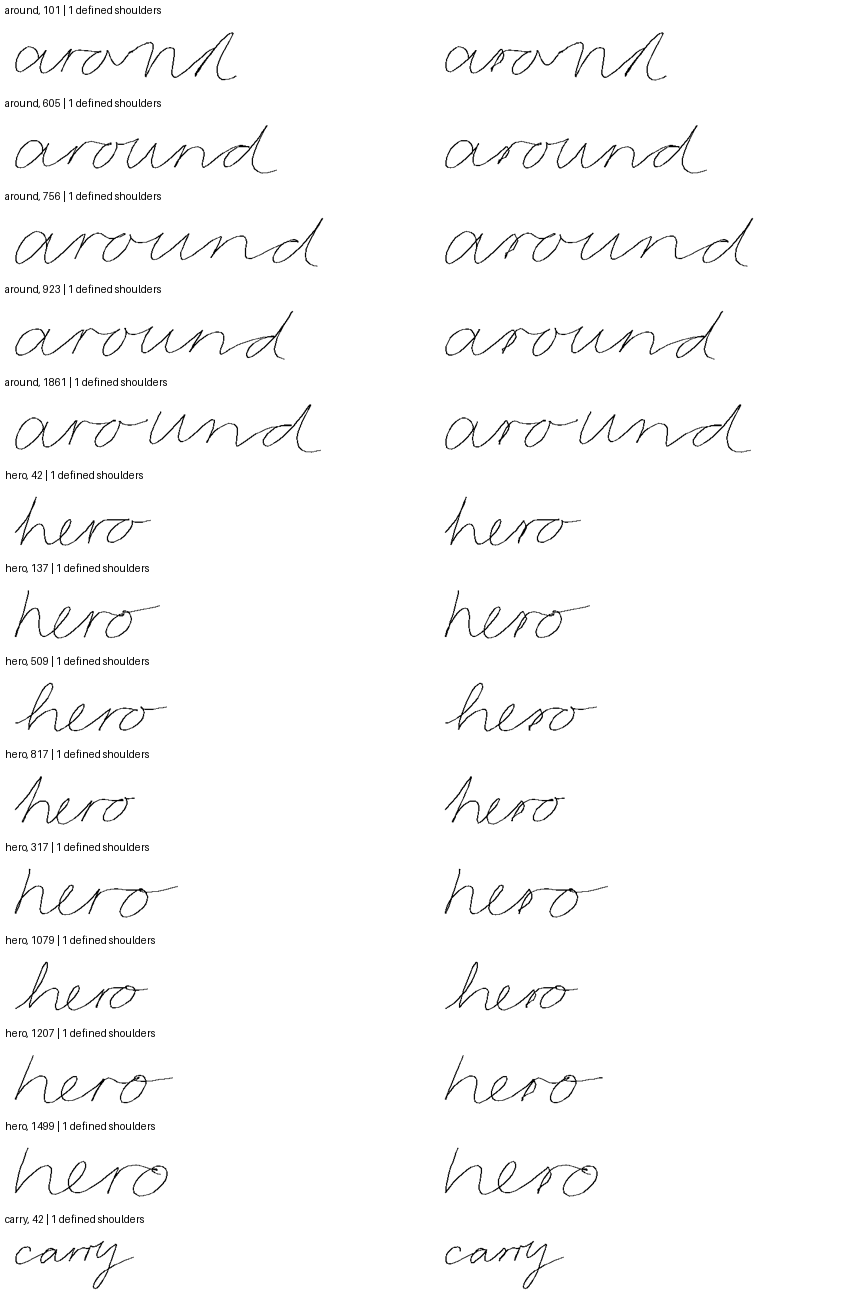 around, 101 | 1 defined shoulders
around around
around, 605 | 1 defined shoulders
around around
around, 756 | 1 defined shoulders
around around
around, 923 | 1 defined shoulders
around around
around, 1861 | 1 defined shoulders
around around
hero, 42 | 1 defined shoulders
hero hero
hero, 137 | 1 defined shoulders
hero hero
hero, 509 | 1 defined shoulders
hero hero
hero, 817 | 1 defined shoulders
hero hero
hero, 317 | 1 defined shoulders
hero hero
hero, 1079 | 1 defined shoulders
hero hero
hero, 1207 | 1 defined shoulders
hero hero
hero, 1499 | 1 defined shoulders
hero hero
carry, 42 | 1 defined shoulders
carry carry